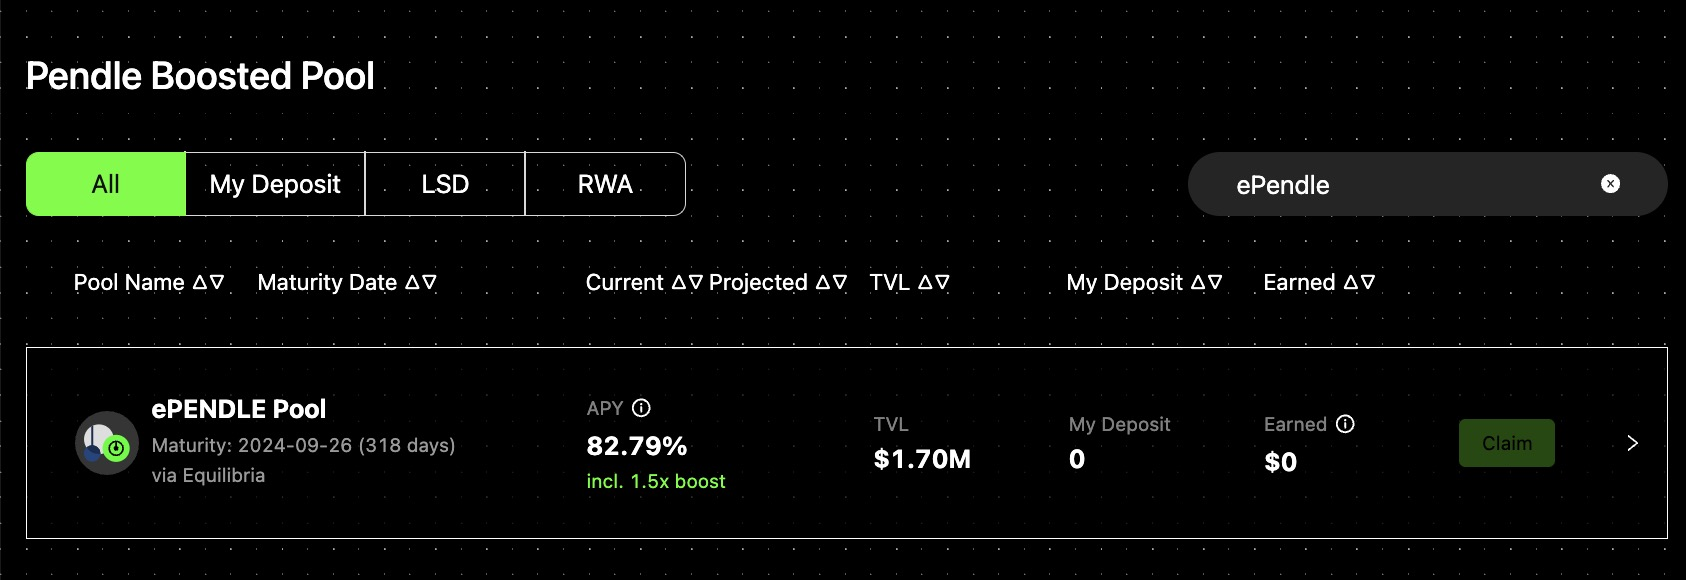 Pendle Boosted Pool
All My Deposit LSD RWA
ePendle
Pool Name △▽ Maturity Date △▽ Current △▽ Projected △▽ TVL △▽ My Deposit △▽ Earned △▽
ePENDLE Pool
Maturity: 2024-09-26 (318 days)
via Equilibria
APY
82.79%
incl. 1.5x boost
TVL
$1.70M
My Deposit
0
Earned
$0
Claim